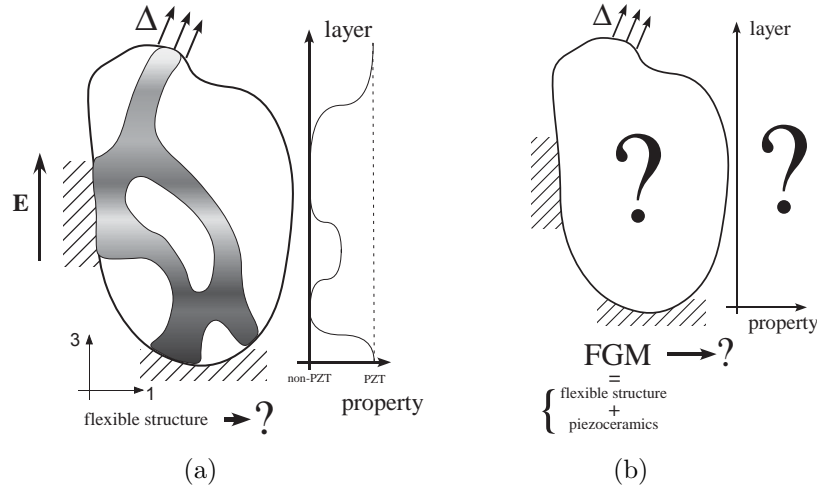 Δ
layer
E
3
1
non-PZT
PZT
property
flexible structure
?
(a)
Δ
layer
?
?
property
FGM
?
=
{
flexible structure
+
piezoceramics
(b)